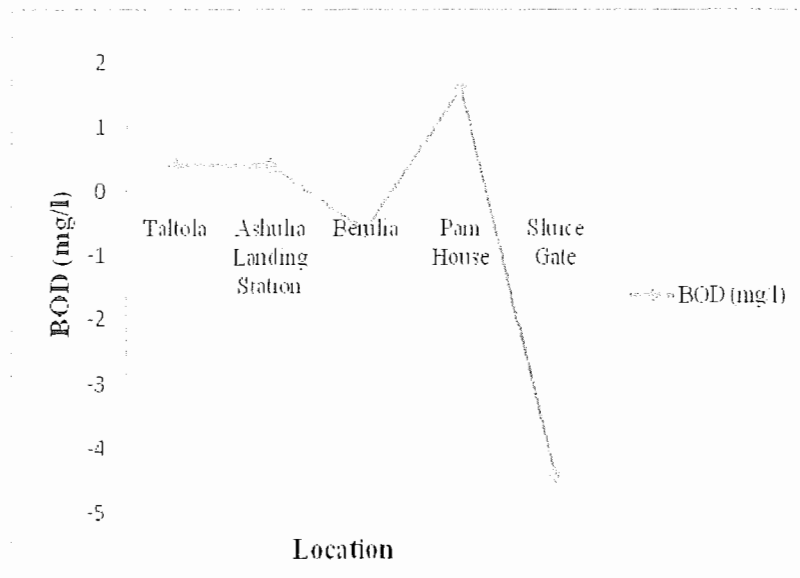 2
1
0
-1
-2
-3
-4
-5
BOD (mg/l)
Taltola
Ashulia
Landing
Station
Pam
House
Sluice
Gate
BOD (mg/l)
Location